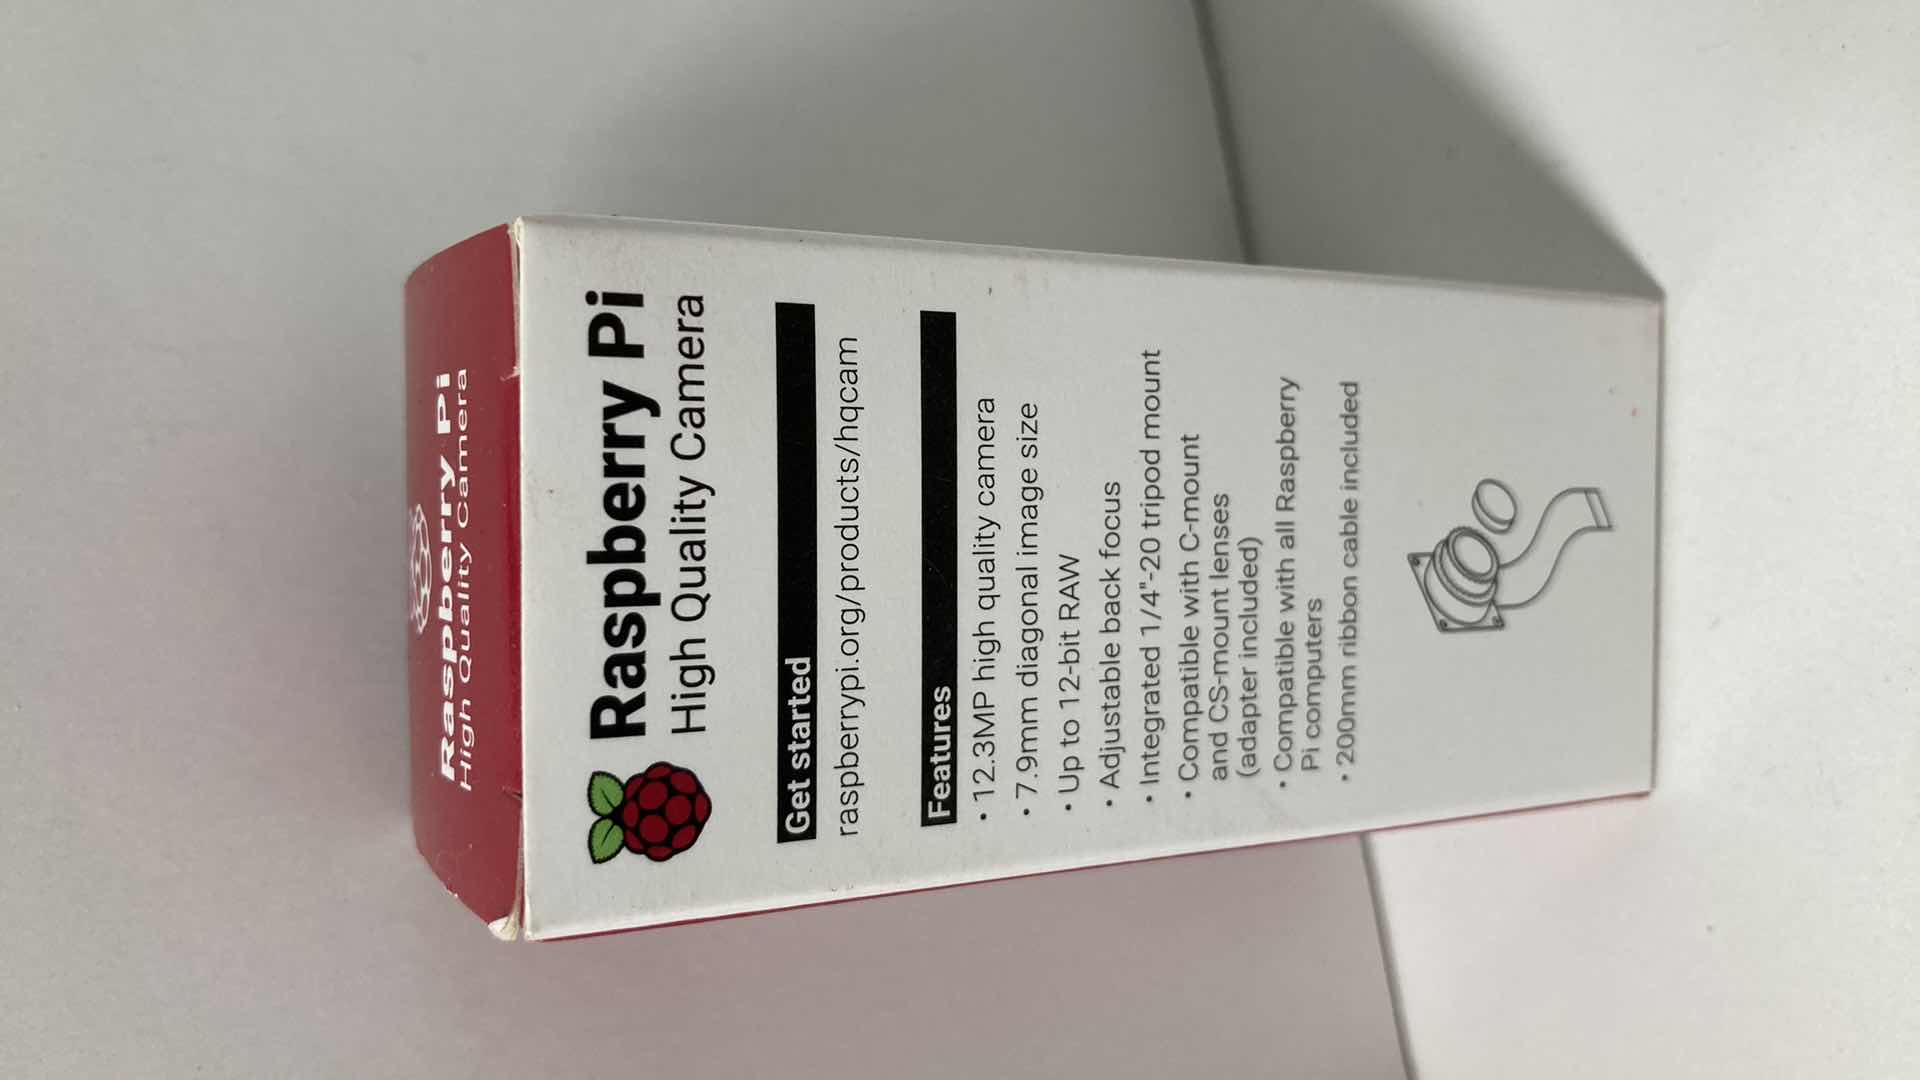 Raspberry Pi
High Quality Camera
Raspberry Pi
High Quality Camera
Get started
raspberrypi.org/products/hqcam
Features
• 12.3MP high quality camera
• 7.9mm diagonal image size
• Up to 12-bit RAW
• Adjustable back focus
• Integrated 1/4"-20 tripod mount
• Compatible with C-mount
and CS-mount lenses
(adapter included)
• Compatible with all Raspberry
Pi computers
• 200mm ribbon cable included